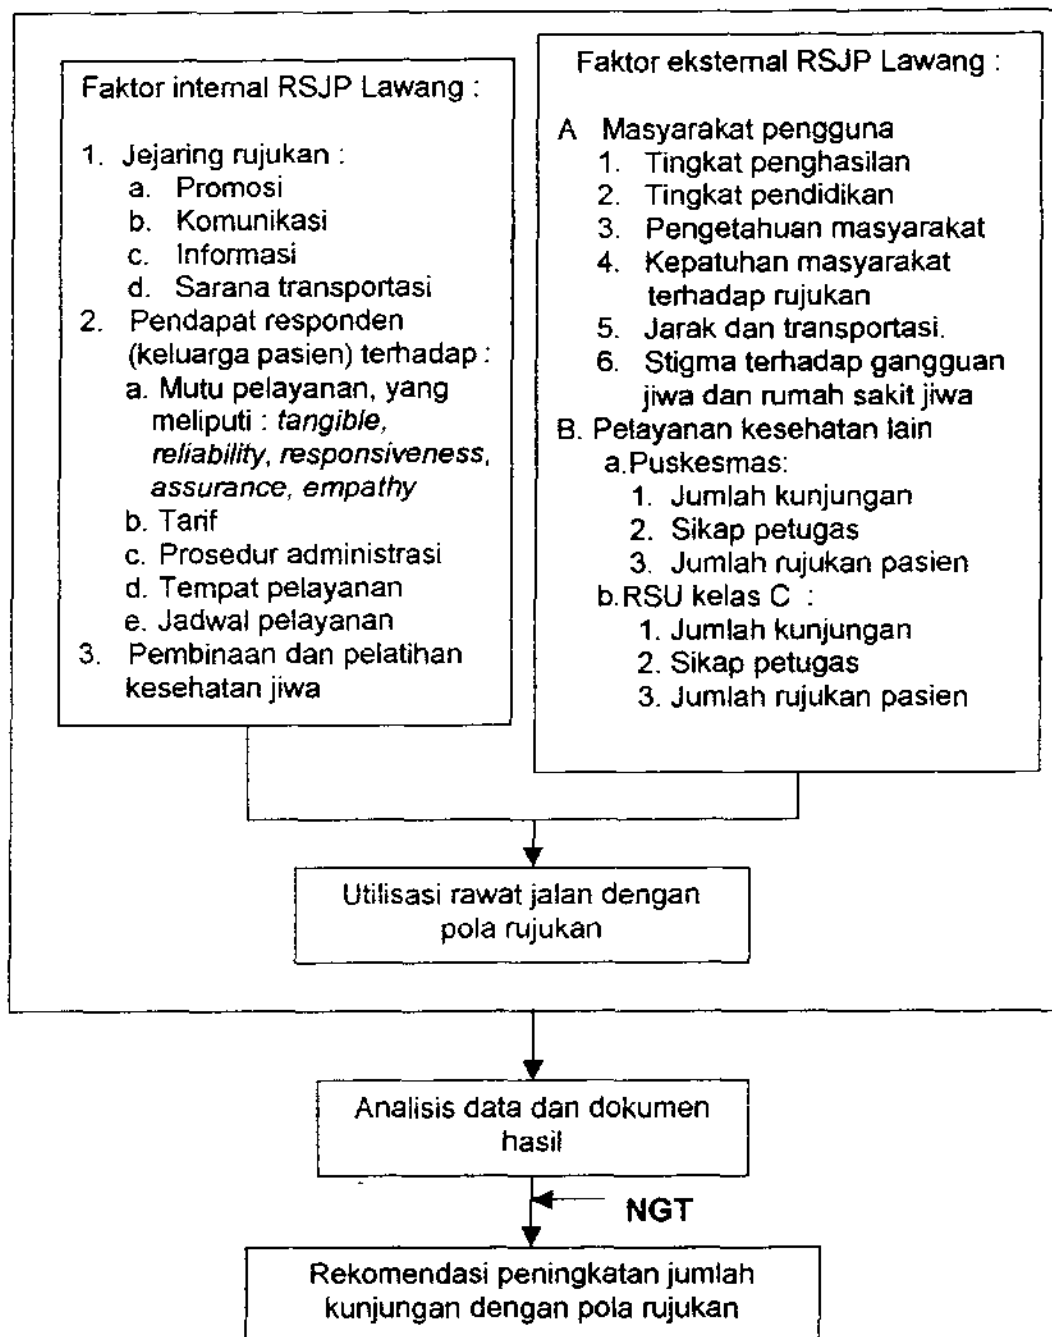 Faktor internal RSJP Lawang :
1. Jejaring rujukan :
a. Promosi
b. Komunikasi
c. Informasi
d. Sarana transportasi
2. Pendapat responden
(keluarga pasien) terhadap :
a. Mutu pelayanan, yang
meliputi : tangible,
reliability, responsiveness,
assurance, empathy
b. Tarif
c. Prosedur administrasi
d. Tempat pelayanan
e. Jadwal pelayanan
3. Pembinaan dan pelatihan
kesehatan jiwa
Faktor eksternal RSJP Lawang :
A Masyarakat pengguna
1. Tingkat penghasilan
2. Tingkat pendidikan
3. Pengetahuan masyarakat
4. Kepatuhan masyarakat
terhadap rujukan
5. Jarak dan transportasi.
6. Stigma terhadap gangguan
jiwa dan rumah sakit jiwa
B. Pelayanan kesehatan lain
a.Puskesmas:
1. Jumlah kunjungan
2. Sikap petugas
3. Jumlah rujukan pasien
b.RSU kelas C :
1. Jumlah kunjungan
2. Sikap petugas
3. Jumlah rujukan pasien
Utilisasi rawat jalan dengan
pola rujukan
Analisis data dan dokumen
hasil
NGT
Rekomendasi peningkatan jumlah
kunjungan dengan pola rujukan